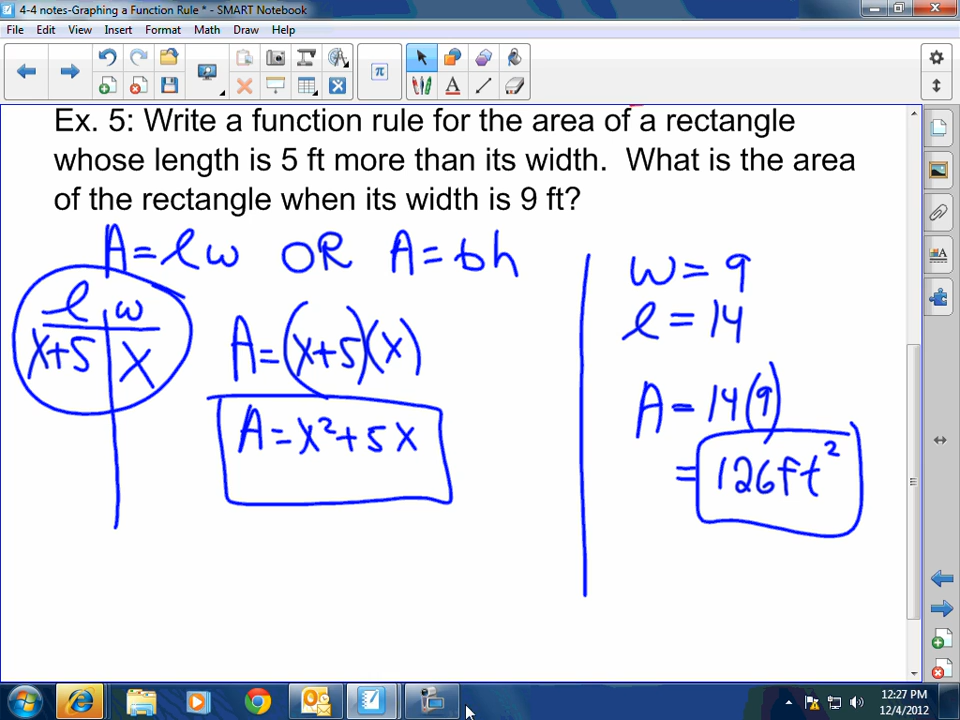 4-4 notes-Graphing a Function Rule * - SMART Notebook
File Edit View Insert Format Math Draw Help
π
A
Ex. 5: Write a function rule for the area of a rectangle
whose length is 5 ft more than its width. What is the area
of the rectangle when its width is 9 ft?
A = lw OR A = bh
l w
x+5 x
A = (x+5)(x)
A = x² + 5x
w = 9
l = 14
A = 14(9)
= 126 ft²
12:27 PM
12/4/2012